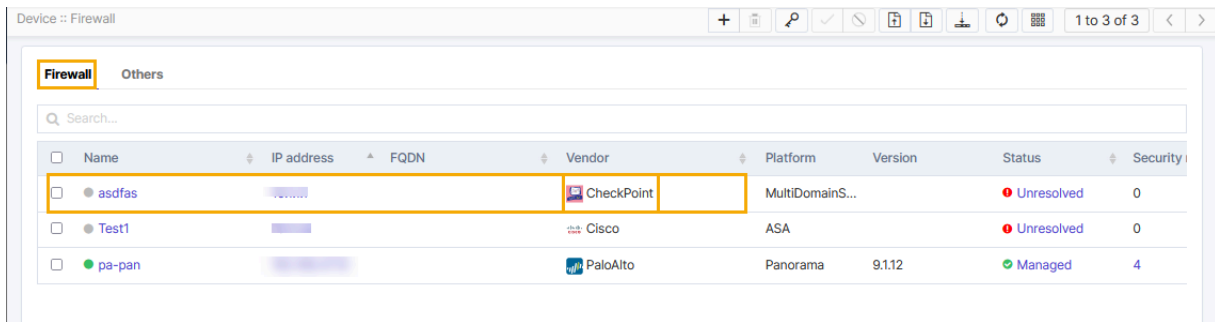 Device :: Firewall 1 to 3 of 3
Firewall Others
Search...
Name IP address FQDN Vendor Platform Version Status Security
asdfas CheckPoint MultiDomainS... Unresolved 0
Test1 Cisco ASA Unresolved 0
pa-pan PaloAlto Panorama 9.1.12 Managed 4